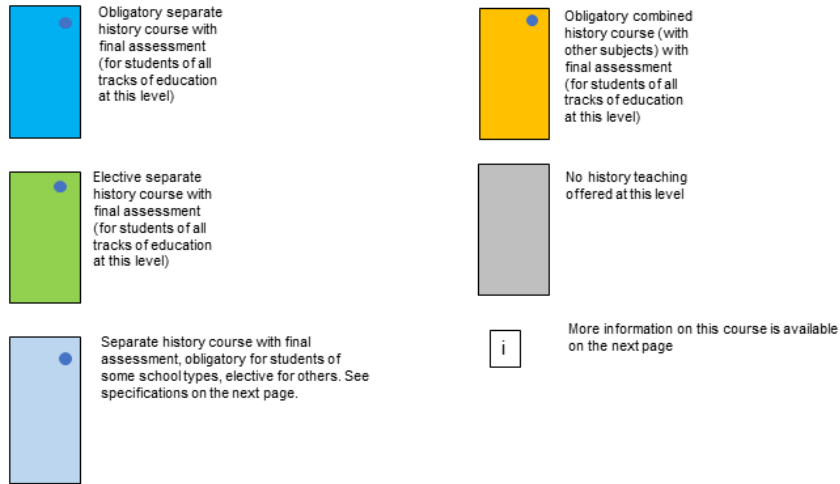 Obligatory separate
history course with
final assessment
(for students of all
tracks of education
at this level)
Obligatory combined
history course (with
other subjects) with
final assessment
(for students of all
tracks of education
at this level)
Elective separate
history course with
final assessment
(for students of all
tracks of education
at this level)
No history teaching
offered at this level
Separate history course with final
assessment, obligatory for students of
some school types, elective for others. See
specifications on the next page.
i
More information on this course is available
on the next page